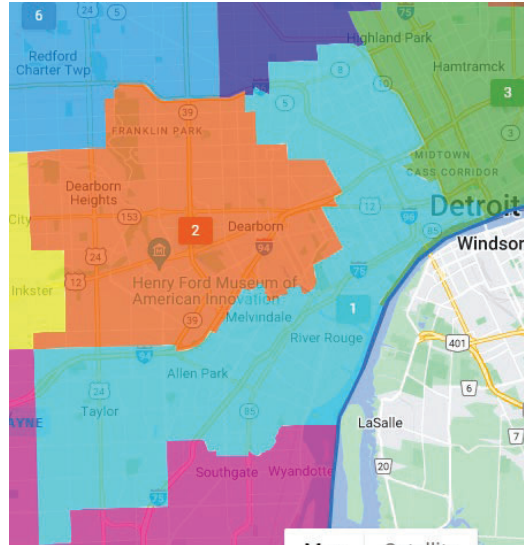 6
24
5
75
Highland Park
Redford
Charter Twp
Hamtramck
8
10
3
5
39
3
FRANKLIN PARK
MIDTOWN
CASS CORRIDOR
Dearborn
Heights
12
96
Detroit
City
153
2
Dearborn
85
Windsor
94
24
75
Henry Ford Museum of
American Innovation
12
Inkster
1
39
Melvindale
River Rouge
401
94
Allen Park
6
24
85
Taylor
LaSalle
AYNE
7
20
Southgate
Wyandotte
75